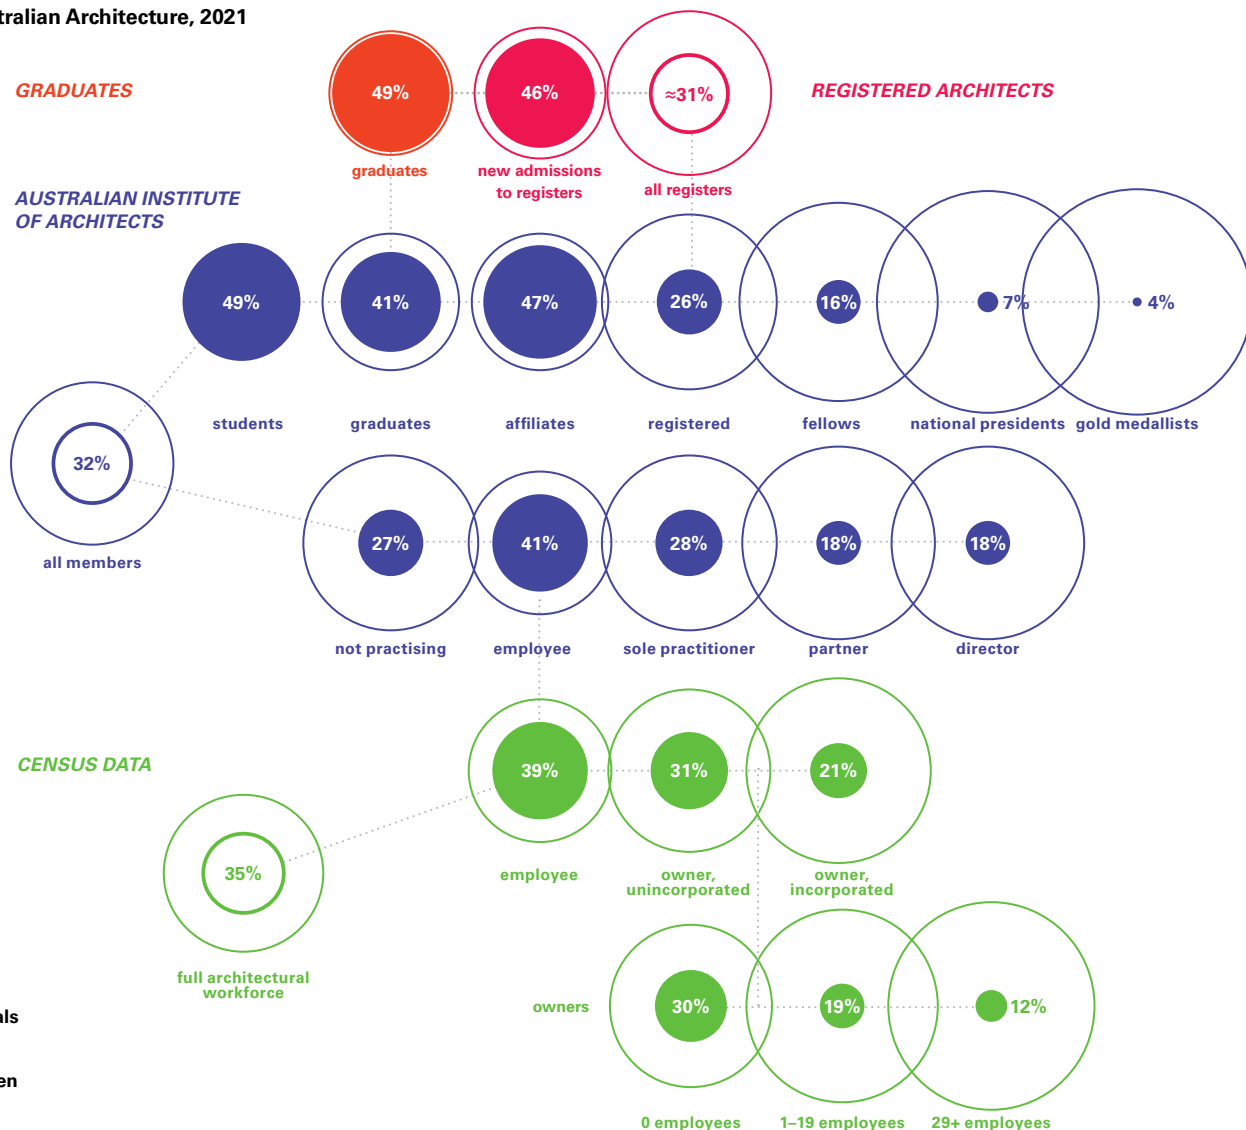 tralian Architecture, 2021
GRADUATES
49%
46%
≈31%
REGISTERED ARCHITECTS
graduates
new admissions
to registers
all registers
AUSTRALIAN INSTITUTE
OF ARCHITECTS
49%
41%
47%
26%
16%
7%
4%
students
graduates
affiliates
registered
fellows
national presidents
gold medallists
32%
all members
27%
41%
28%
18%
18%
not practising
employee
sole practitioner
partner
director
CENSUS DATA
39%
31%
21%
employee
owner,
unincorporated
owner,
incorporated
35%
full architectural
workforce
owners
30%
19%
12%
0 employees
1–19 employees
29+ employees
als
en